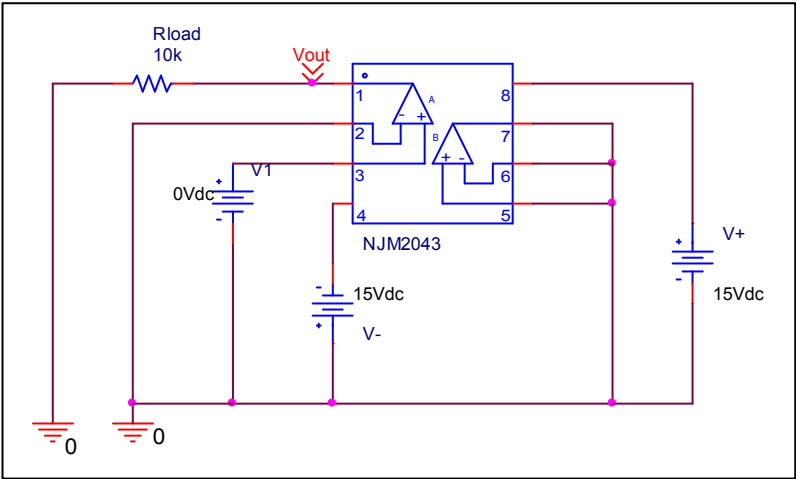 Rload
10k
Vout
1
2
3
4
8
7
6
5
A
- +
B
+ -
NJM2043
V1
+
0Vdc
-
-
15Vdc
+
V-
V+
+
15Vdc
-
0
0